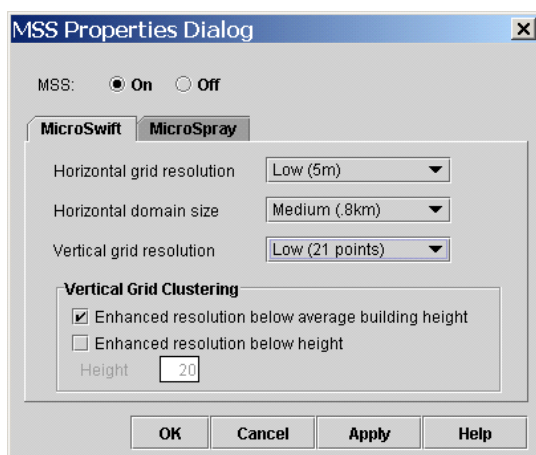 MSS Properties Dialog
MSS: On Off
MicroSwift MicroSpray
Horizontal grid resolution Low (5m)
Horizontal domain size Medium (.8km)
Vertical grid resolution Low (21 points)
Vertical Grid Clustering
Enhanced resolution below average building height
Enhanced resolution below height
Height 20
OK Cancel Apply Help